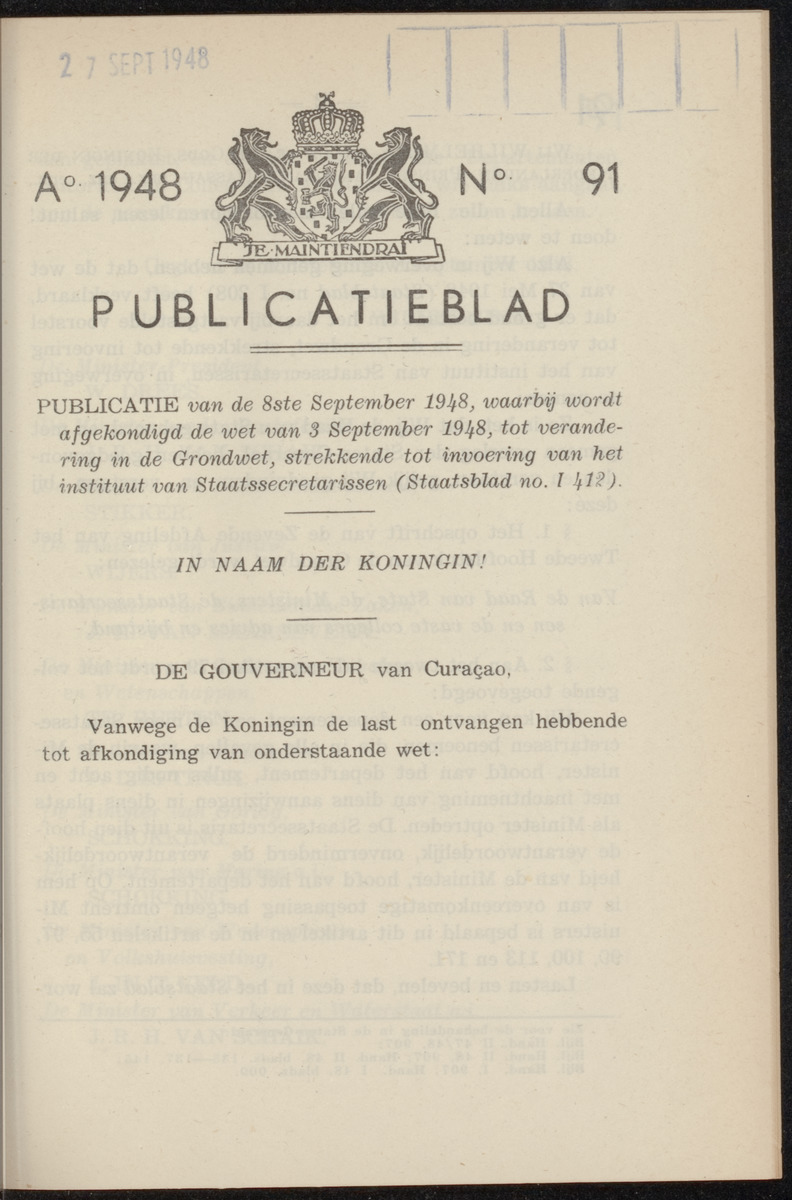 27 SEPT 1948
Aº. 1948 Nº. 91
JE·MAINTIENDRAI
PUBLICATIEBLAD
PUBLICATIE van de 8ste September 1948, waarbij wordt
afgekondigd de wet van 3 September 1948, tot verande-
ring in de Grondwet, strekkende tot invoering van het
instituut van Staatssecretarissen (Staatsblad no. I 412).
IN NAAM DER KONINGIN!
DE GOUVERNEUR van Curaçao,
Vanwege de Koningin de last ontvangen hebbende
tot afkondiging van onderstaande wet: